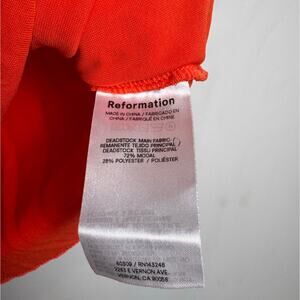 Reformation
MADE IN CHINA / FABRICADO EN
CHINA / FABRIQUÉ EN CHINE
DEADSTOCK MAIN FABRIC /
REMANENTE TEJIDO PRINCIPAL /
DEADSTOCK TISSU PRINCIPAL
72% MODAL
28% POLYESTER / POLIÉSTER
/ RN143246
2263 E VERNON AVE
VERNON, CA 90058